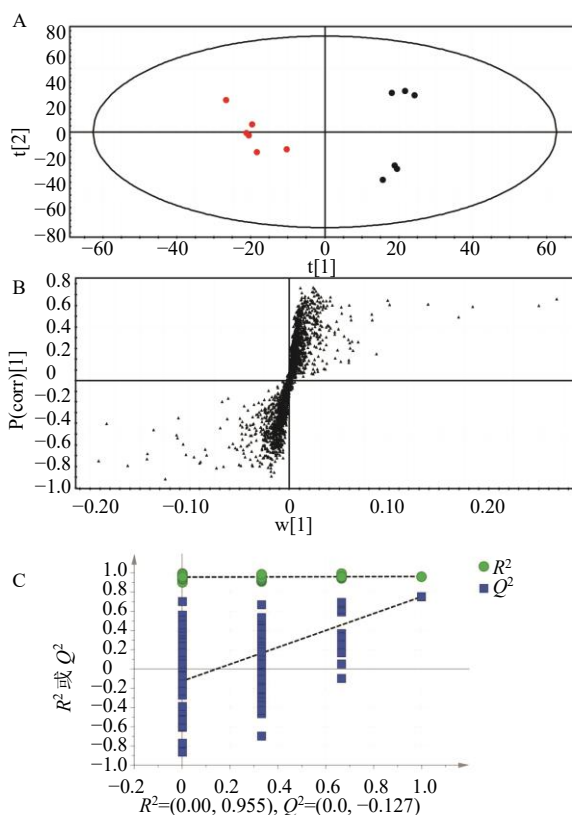 A
80
60
40
20
0
−20
−40
−60
−80
t[2]
−60 −40 −20 0 20 40 60
t[1]
B
0.8
0.6
0.4
0.2
0
−0.2
−0.4
−0.6
−0.8
−1.0
P(corr)[1]
−0.20 −0.10 0 0.10 0.20
w[1]
C
1.0
0.8
0.6
0.4
0.2
0
−0.2
−0.4
−0.6
−0.8
−1.0
R² 或 Q²
R²
Q²
−0.2 0 0.2 0.4 0.6 0.8 1.0
R²=(0.00, 0.955), Q²=(0.0, −0.127)